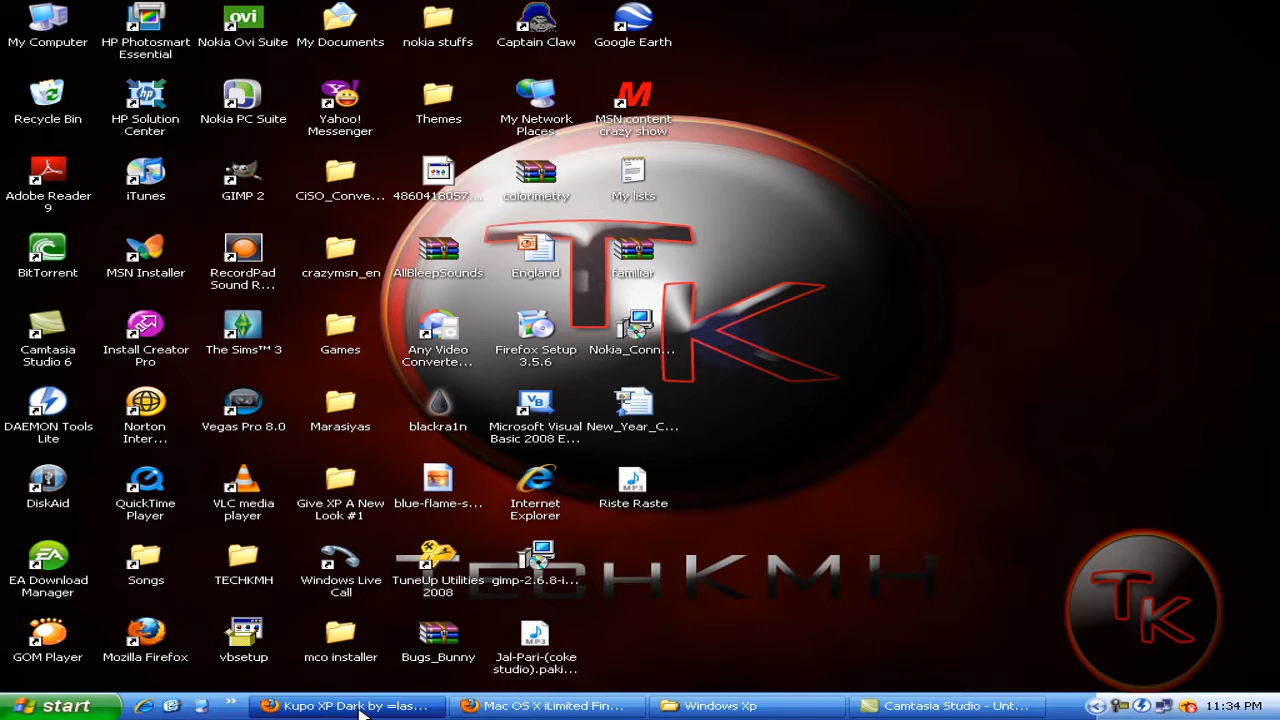 My Computer
HP Photosmart
Essential
Nokia Ovi Suite
My Documents
nokia stuffs
Captain Claw
Google Earth
Recycle Bin
HP Solution
Center
Nokia PC Suite
Yahoo!
Messenger
Themes
My Network
Places
MSN content
crazy show
Adobe Reader
9
iTunes
GIMP 2
CiSO_Conve...
4860418057...
colorimetry
My lists
BitTorrent
MSN Installer
RecordPad
Sound R...
crazymsn_en
AllBleepSounds
England
familiar
Camtasia
Studio 6
Install Creator
Pro
The Sims™ 3
Games
Any Video
Converte...
Firefox Setup
3.5.6
Nokia_Conn...
DAEMON Tools
Lite
Norton
Inter...
Vegas Pro 8.0
Marasiyas
blackra1n
Microsoft Visual
Basic 2008 E...
New_Year_C...
DiskAid
QuickTime
Player
VLC media
player
Give XP A New
Look #1
blue-flame-s...
Internet
Explorer
Riste Raste
EA Download
Manager
Songs
TECHKMH
Windows Live
Call
TuneUp Utilities
2008
gimp-2.6.8-i...
GOM Player
Mozilla Firefox
vbsetup
mco installer
Bugs_Bunny
Jal-Pari-(coke
studio).paki...
TK
TECHKMH
TK
start
Kupo XP Dark by =las...
Mac OS X iLimited Fin...
Windows Xp
Camtasia Studio - Unt...
11:34 PM